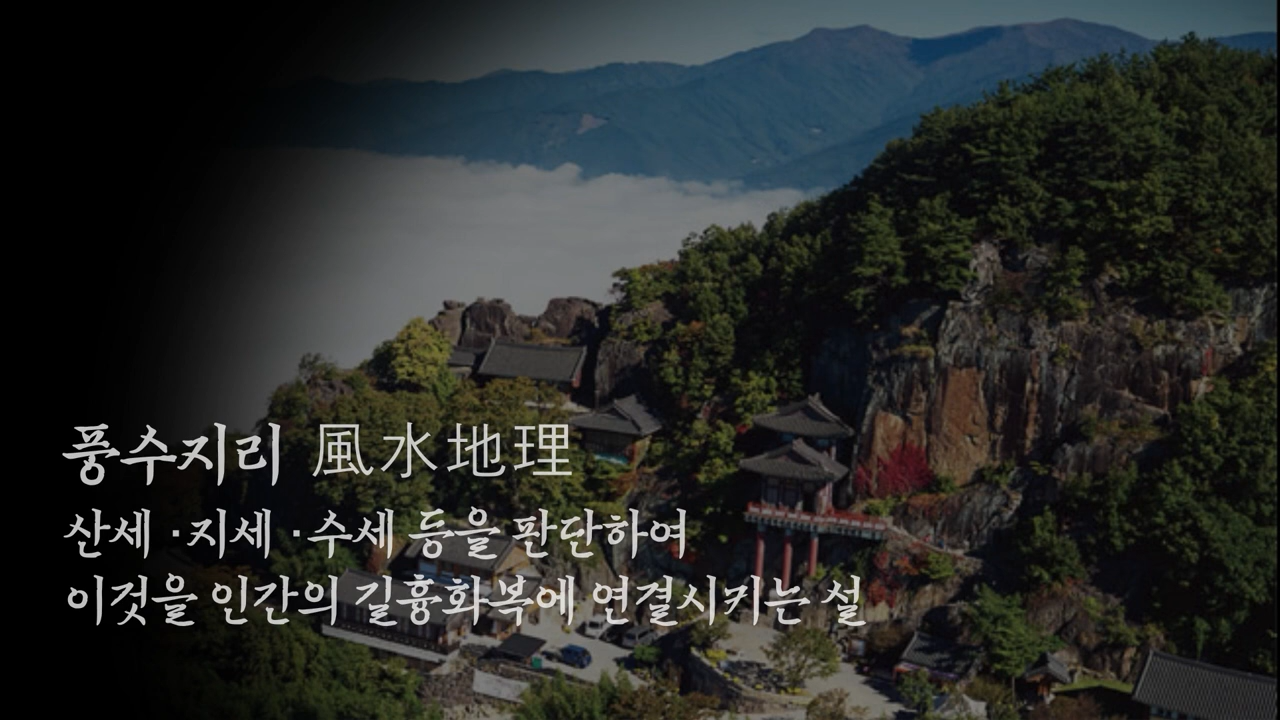 풍수지리 風水地理
산세 ·지세 ·수세 등을 판단하여
이것을 인간의 길흉화복에 연결시키는 설